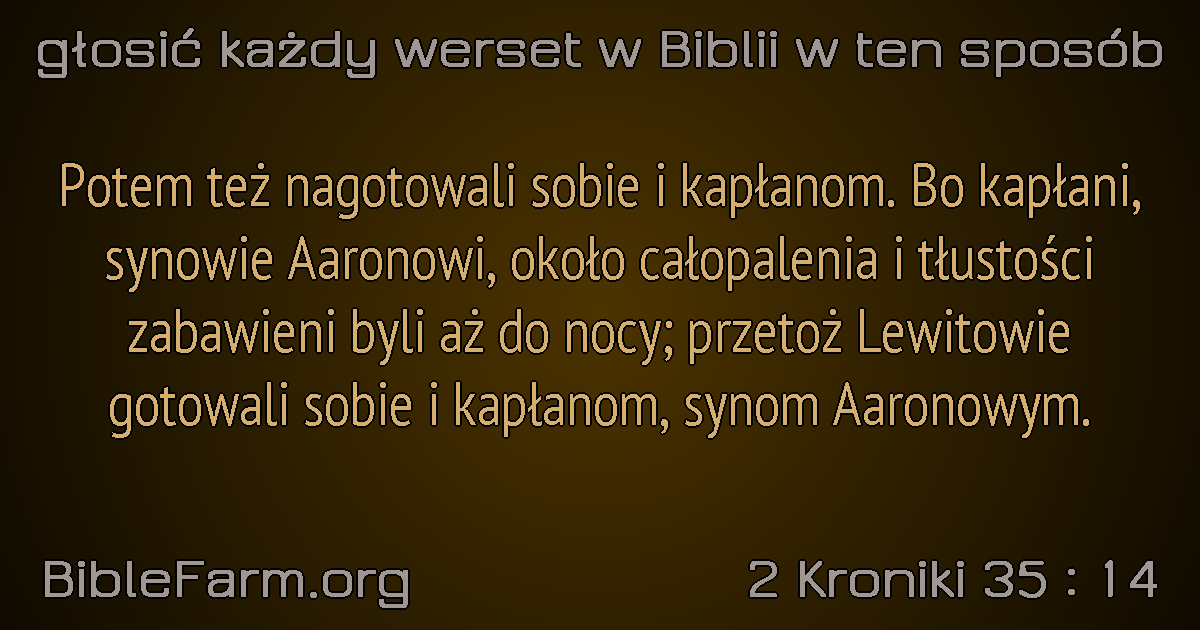 głosić każdy werset w Biblii w ten sposób
Potem też nagotowali sobie i kapłanom. Bo kapłani,
synowie Aaronowi, około całopalenia i tłustości
zabawieni byli aż do nocy; przetoż Lewitowie
gotowali sobie i kapłanom, synom Aaronowym.
BibleFarm.org
2 Kroniki 35 : 14